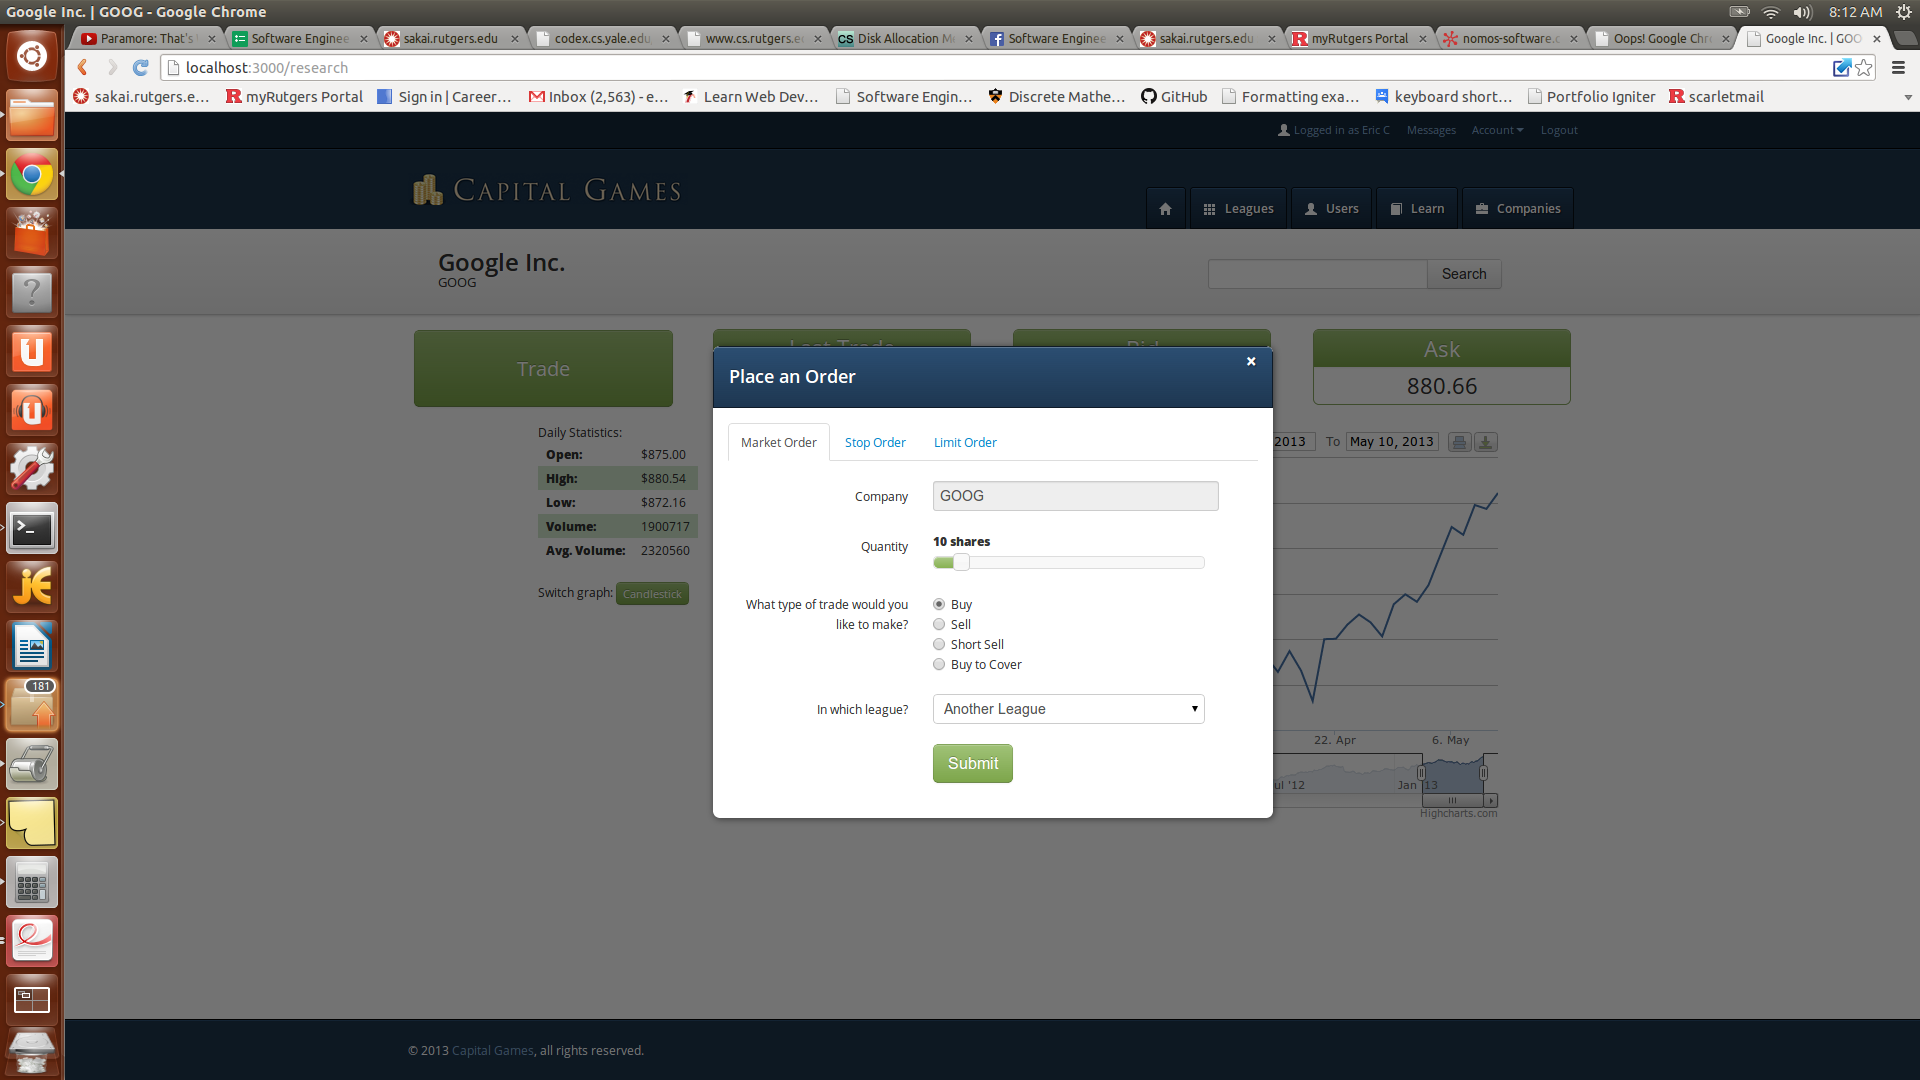 Google Inc. | GOOG - Google Chrome
8:12 AM
Paramore: That's
Software Enginee
sakai.rutgers.edu
codex.cs.yale.edu
www.cs.rutgers.e
Disk Allocation M
Software Enginee
sakai.rutgers.edu
myRutgers Portal
nomos-software.c
Oops! Google Chr
Google Inc. | GOO
localhost:3000/research
sakai.rutgers.e...
myRutgers Portal
Sign in | Career...
Inbox (2,563) - e...
Learn Web Dev...
Software Engin...
Discrete Mathe...
GitHub
Formatting exa...
keyboard short...
Portfolio Igniter
scarletmail
Logged in as Eric C
Messages
Account
Logout
CAPITAL GAMES
Leagues
Users
Learn
Companies
Google Inc.
GOOG
Search
Trade
Last Trade
Bid
Ask
880.66
Place an Order
×
Market Order
Stop Order
Limit Order
Company
GOOG
Quantity
10 shares
What type of trade would you
like to make?
Buy
Sell
Short Sell
Buy to Cover
In which league?
Another League
Submit
Daily Statistics:
Open: $875.00
High: $880.54
Low: $872.16
Volume: 1900717
Avg. Volume: 2320560
Switch graph: Candlestick
2013 To May 10, 2013
22. Apr
6. May
ul '12
Jan '13
Highcharts.com
181
© 2013 Capital Games, all rights reserved.